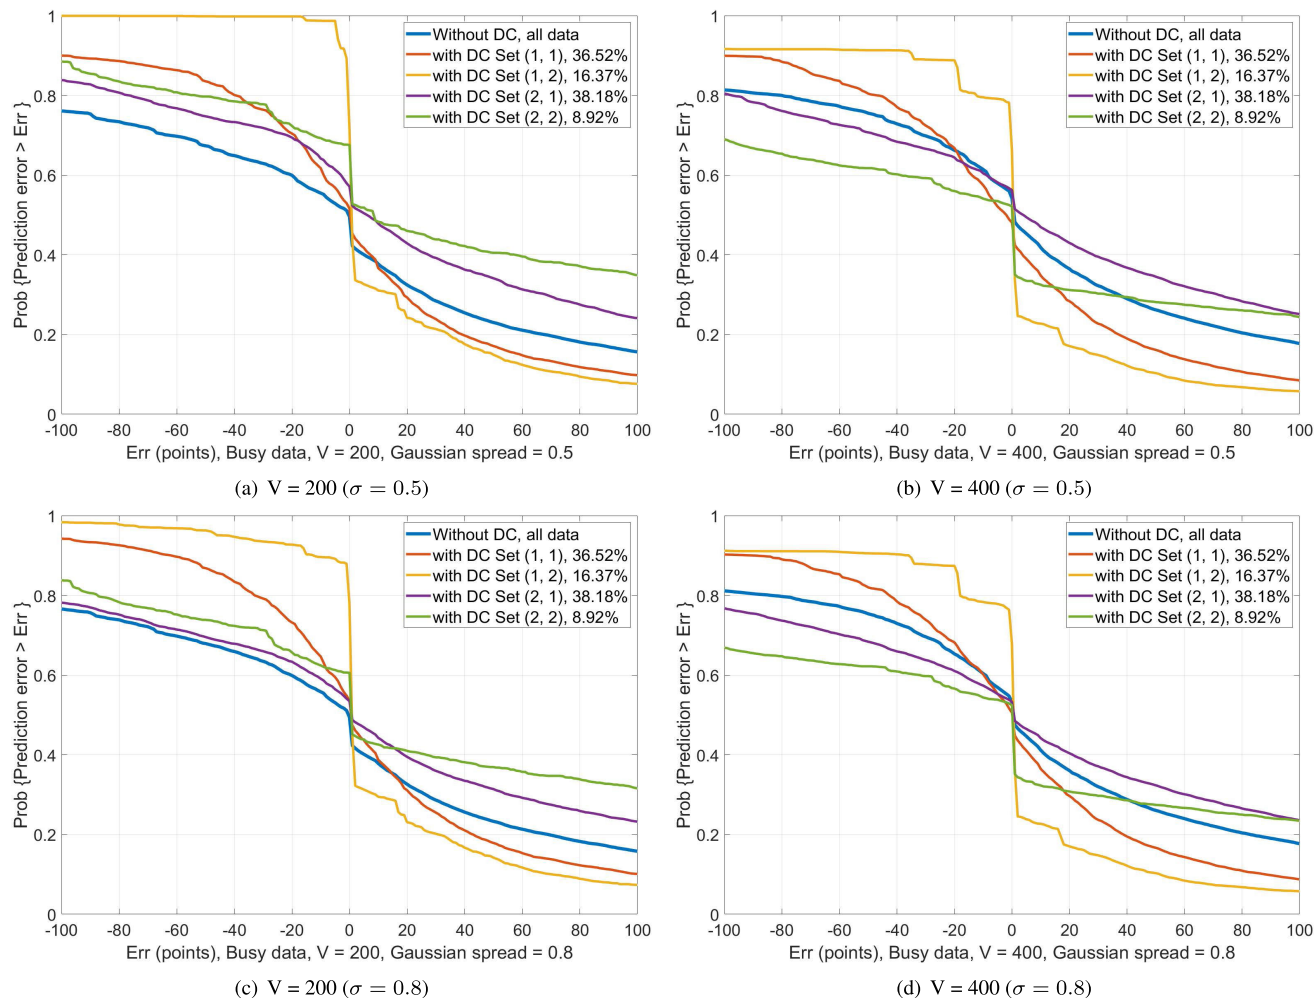 Prob {Prediction error > Err }
1
0.8
0.6
0.4
0.2
0
-100 -80 -60 -40 -20 0 20 40 60 80 100
Without DC, all data
with DC Set (1, 1), 36.52%
with DC Set (1, 2), 16.37%
with DC Set (2, 1), 38.18%
with DC Set (2, 2), 8.92%
Err (points), Busy data, V = 200, Gaussian spread = 0.5
(a) V = 200 (σ = 0.5)
Prob {Prediction error > Err }
1
0.8
0.6
0.4
0.2
0
-100 -80 -60 -40 -20 0 20 40 60 80 100
Without DC, all data
with DC Set (1, 1), 36.52%
with DC Set (1, 2), 16.37%
with DC Set (2, 1), 38.18%
with DC Set (2, 2), 8.92%
Err (points), Busy data, V = 400, Gaussian spread = 0.5
(b) V = 400 (σ = 0.5)
Prob {Prediction error > Err }
1
0.8
0.6
0.4
0.2
0
-100 -80 -60 -40 -20 0 20 40 60 80 100
Without DC, all data
with DC Set (1, 1), 36.52%
with DC Set (1, 2), 16.37%
with DC Set (2, 1), 38.18%
with DC Set (2, 2), 8.92%
Err (points), Busy data, V = 200, Gaussian spread = 0.8
(c) V = 200 (σ = 0.8)
Prob {Prediction error > Err }
1
0.8
0.6
0.4
0.2
0
-100 -80 -60 -40 -20 0 20 40 60 80 100
Without DC, all data
with DC Set (1, 1), 36.52%
with DC Set (1, 2), 16.37%
with DC Set (2, 1), 38.18%
with DC Set (2, 2), 8.92%
Err (points), Busy data, V = 400, Gaussian spread = 0.8
(d) V = 400 (σ = 0.8)